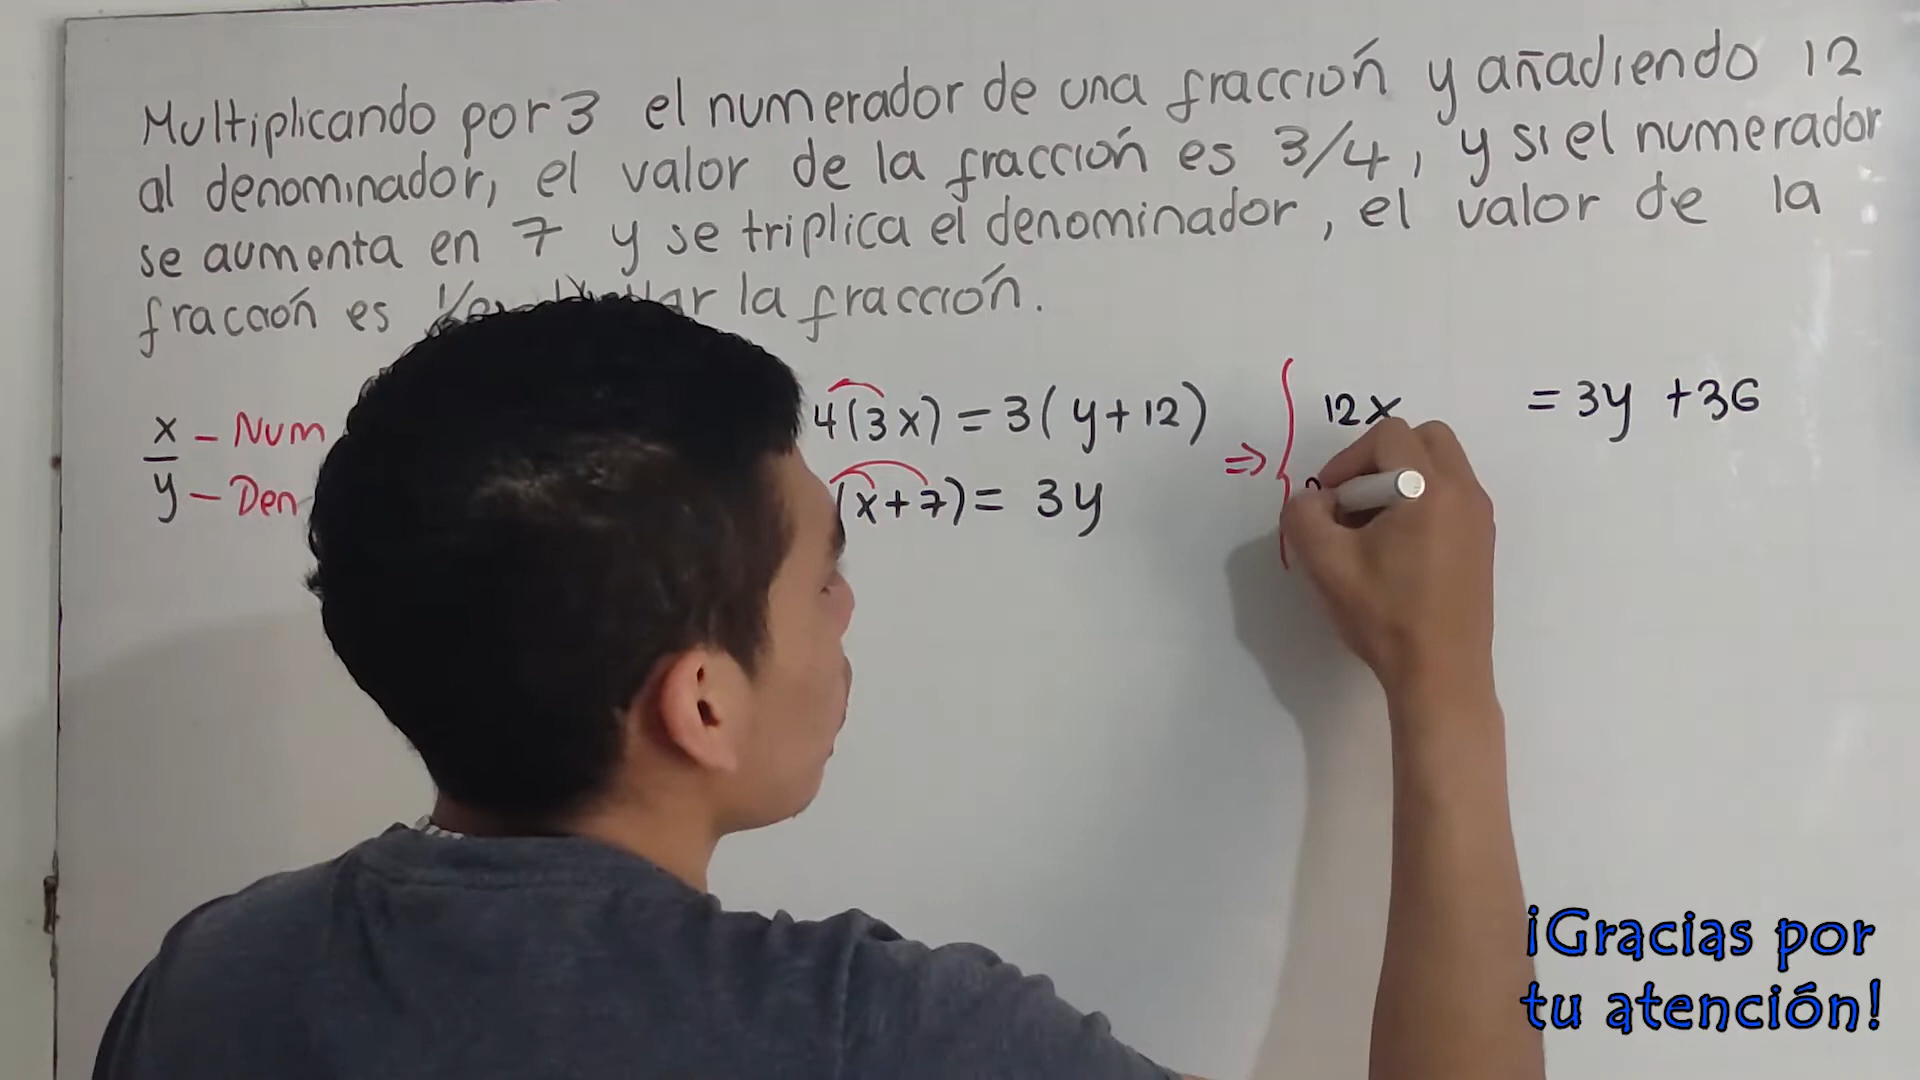 Multiplicando por 3 el numerador de una fracción y añadiendo 12
al denominador, el valor de la fracción es 3/4, y si el numerador
se aumenta en 7 y se triplica el denominador, el valor de la
fracción es la fracción.
x - Num
y - Den
4(3x) = 3(y+12)
(x+7) = 3y
⇒ { 12x = 3y + 36
¡Gracias por
tu atención!